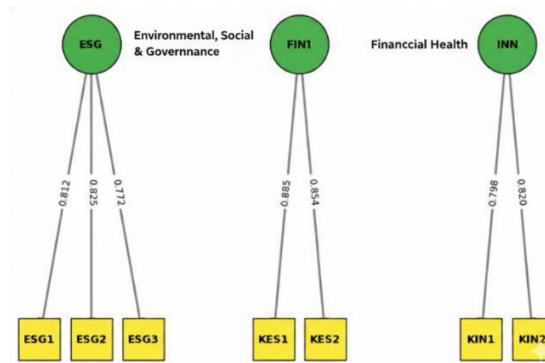 ESG
Environmental, Social
& Governnance
FIN1
Financcial Health
INN
0.812
0.825
0.772
0.885
0.854
0.798
0.820
ESG1
ESG2
ESG3
KES1
KES2
KIN1
KIN2